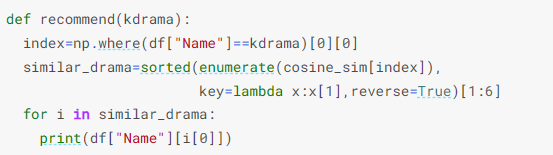 def recommend(kdrama):
  index=np.where(df["Name"]==kdrama)[0][0]
  similar_drama=sorted(enumerate(cosine_sim[index]),
                       key=lambda x:x[1],reverse=True)[1:6]
  for i in similar_drama:
    print(df["Name"][i[0]])